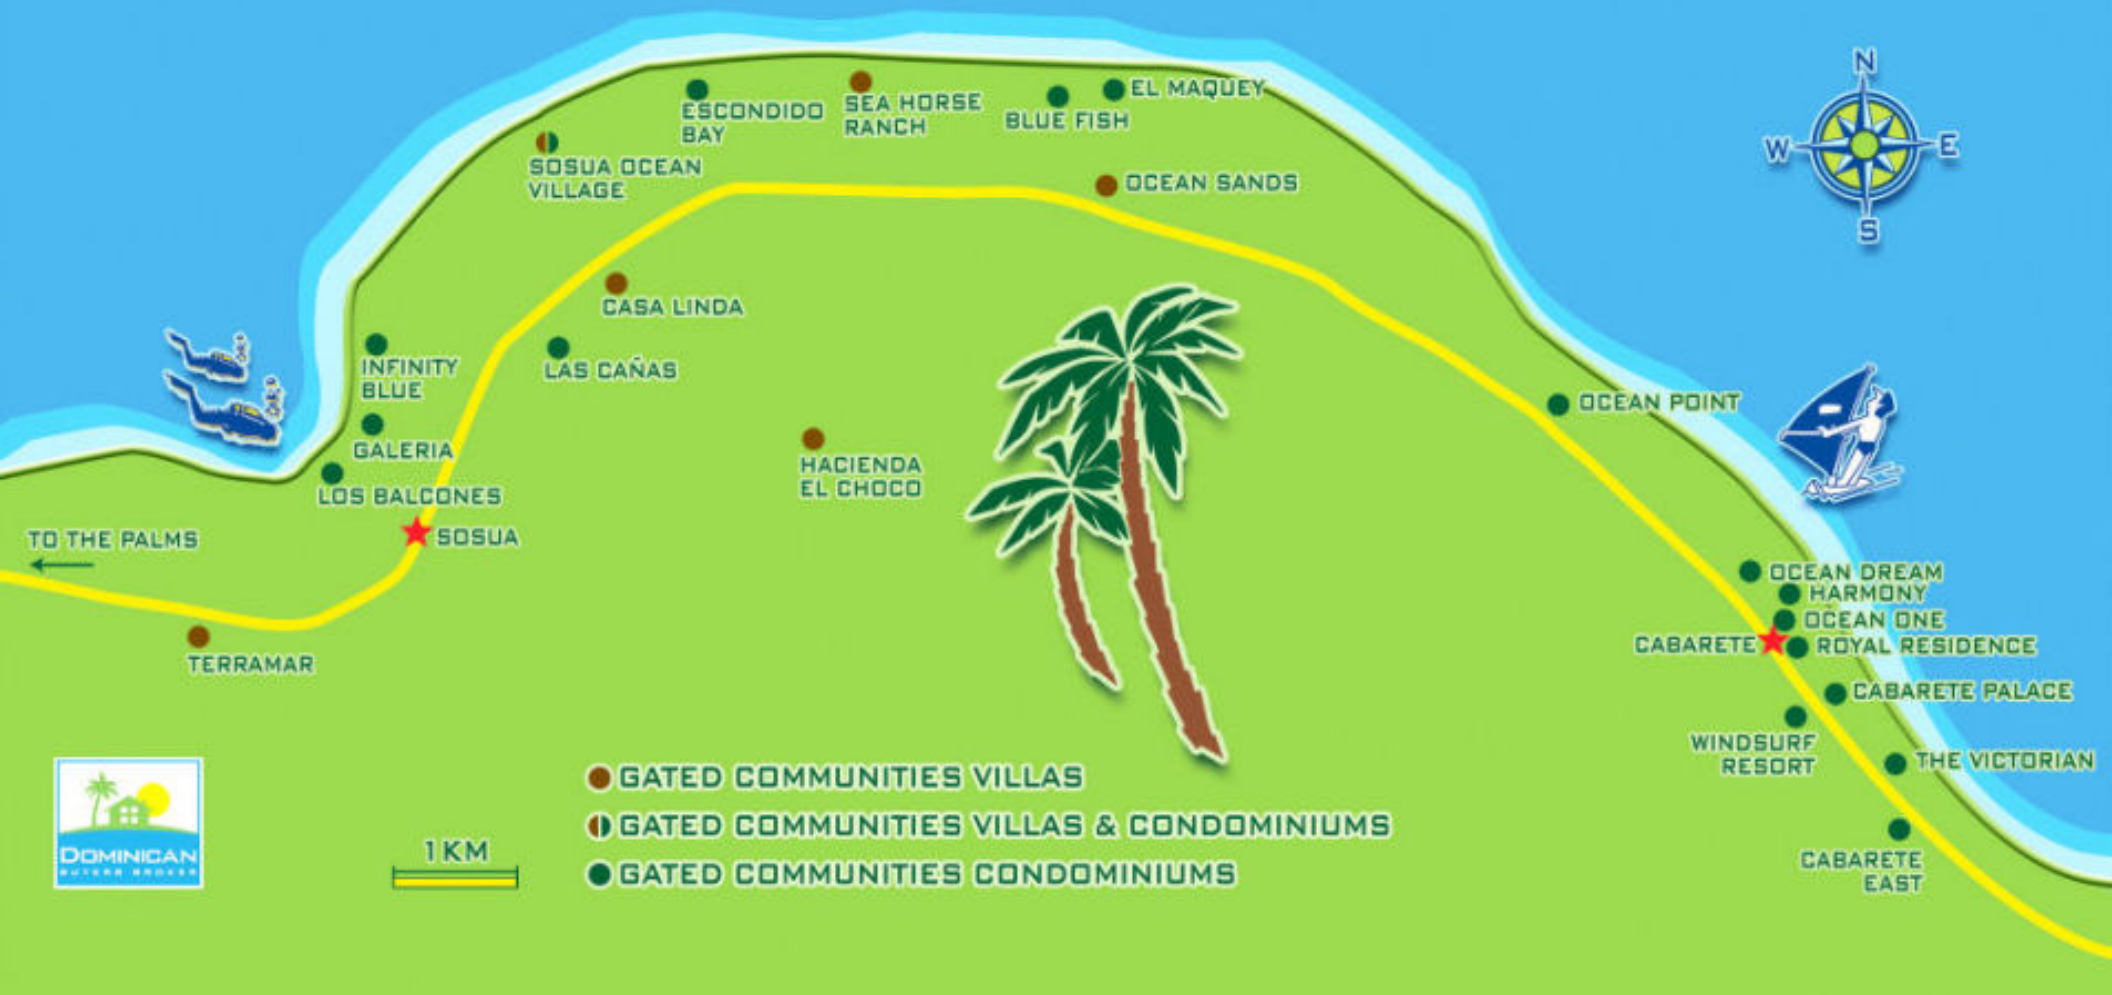 N
W
E
S
EL MAQUEY
ESCONDIDO
BAY
SEA HORSE
RANCH
BLUE FISH
SOSUA OCEAN
VILLAGE
OCEAN SANDS
CASA LINDA
INFINITY
BLUE
LAS CAÑAS
OCEAN POINT
GALERIA
HACIENDA
EL CHOCO
LOS BALCONES
SOSUA
TO THE PALMS
OCEAN DREAM
HARMONY
OCEAN ONE
CABARETE
ROYAL RESIDENCE
TERRAMAR
CABARETE PALACE
WINDSURF
RESORT
THE VICTORIAN
GATED COMMUNITIES VILLAS
GATED COMMUNITIES VILLAS & CONDOMINIUMS
GATED COMMUNITIES CONDOMINIUMS
1 KM
CABARETE
EAST
DOMINICAN
BUYERS BROKER